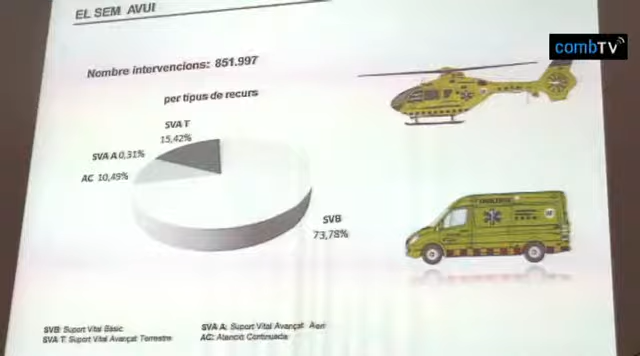 EL SEM AVUI
combTV
Nombre intervencions: 851.997
per tipus de recurs
SVA T
15,42%
SVA A 0,31%
AC 10,49%
SVB
73,78%
SVB: Suport Vital Bàsic
SVA T: Suport Vital Avançat Terrestre
SVA A: Suport Vital Avançat Aeri
AC: Atenció Continuada